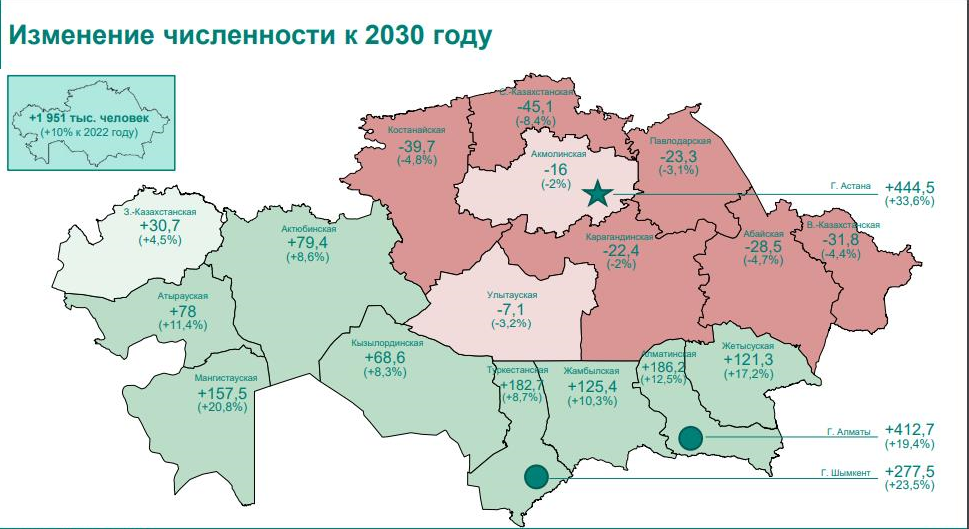 Изменение численности к 2030 году
+1 951 тыс. человек
(+10% к 2022 году)
С.-Казахстанская
-45,1
(-8,4%)
Костанайская
-39,7
(-4,8%)
Акмолинская
-16
(-2%)
Павлодарская
-23,3
(-3,1%)
Г. Астана
+444,5
(+33,6%)
З.-Казахстанская
+30,7
(+4,5%)
Актюбинская
+79,4
(+8,6%)
Карагандинская
-22,4
(-2%)
Абайская
-28,5
(-4,7%)
В.-Казахстанская
-31,8
(-4,4%)
Атырауская
+78
(+11,4%)
Улытауская
-7,1
(-3,2%)
Кызылординская
+68,6
(+8,3%)
Мангистауская
+157,5
(+20,8%)
Туркестанская
+182,7
(+8,7%)
Жамбылская
+125,4
(+10,3%)
Алматинская
+186,2
(+12,5%)
Жетысуская
+121,3
(+17,2%)
Г. Алматы
+412,7
(+19,4%)
Г. Шымкент
+277,5
(+23,5%)